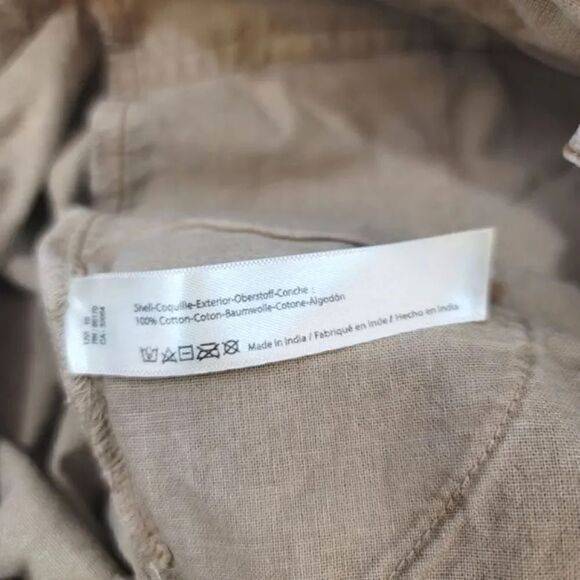 Shell-Coquille-Exterior-Oberstoff-Conche :
100% Cotton-Coton-Baumwolle-Cotone-Algodón
Made in India / Fabriqué en Inde / Hecho en India